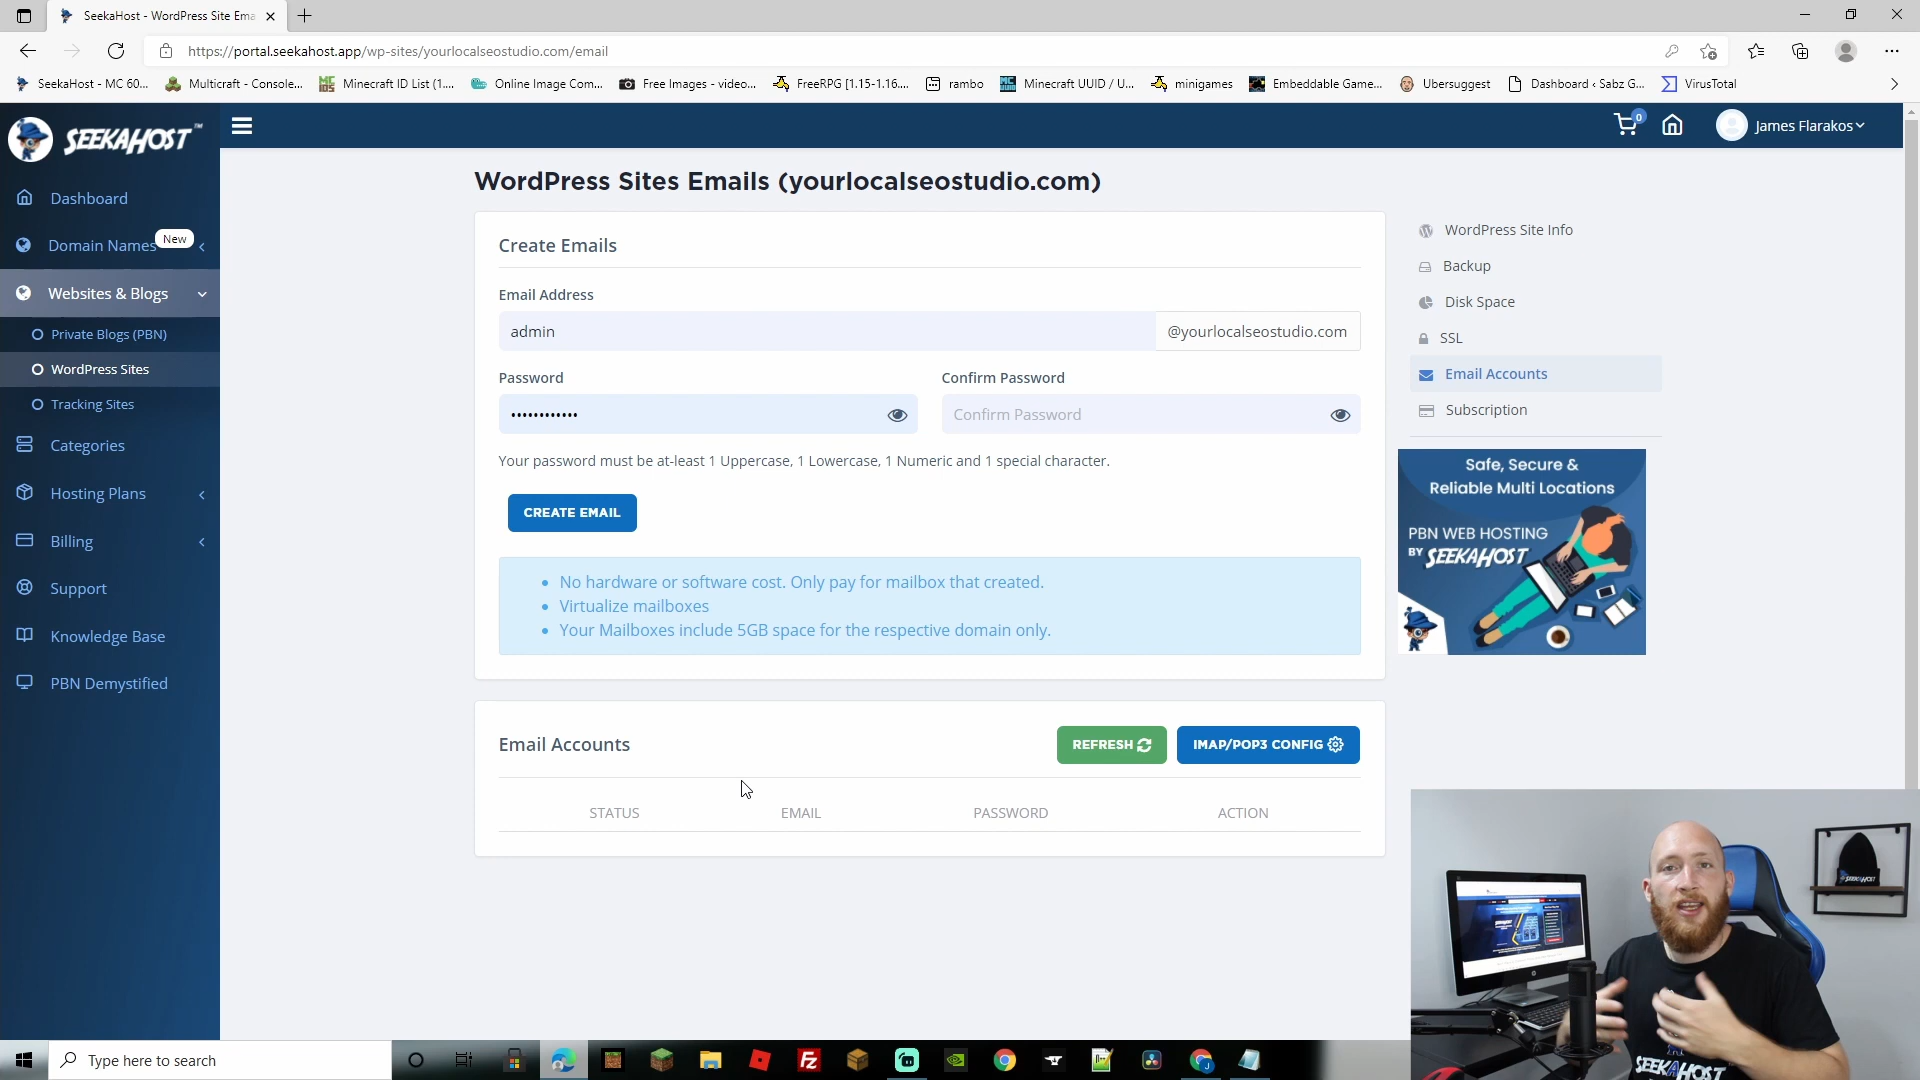 SeekaHost - WordPress Site Ema
https://portal.seekahost.app/wp-sites/yourlocalseostudio.com/email
SeekaHost - MC 60...
Multicraft - Console...
Minecraft ID List (1....
Online Image Com...
Free Images - video...
FreeRPG [1.15-1.16....
rambo
Minecraft UUID / U...
minigames
Embeddable Game...
Ubersuggest
Dashboard ‹ Sabz G...
VirusTotal
SEEKAHOST™
0
James Flarakos
Dashboard
Domain Names
New
Websites & Blogs
Private Blogs (PBN)
WordPress Sites
Tracking Sites
Categories
Hosting Plans
Billing
Support
Knowledge Base
PBN Demystified
WordPress Sites Emails (yourlocalseostudio.com)
Create Emails
Email Address
admin
@yourlocalseostudio.com
Password
Confirm Password
••••••••••••
Confirm Password
Your password must be at-least 1 Uppercase, 1 Lowercase, 1 Numeric and 1 special character.
CREATE EMAIL
• No hardware or software cost. Only pay for mailbox that created.
• Virtualize mailboxes
• Your Mailboxes include 5GB space for the respective domain only.
Email Accounts
REFRESH
IMAP/POP3 CONFIG
STATUS EMAIL PASSWORD ACTION
WordPress Site Info
Backup
Disk Space
SSL
Email Accounts
Subscription
Safe, Secure &
Reliable Multi Locations
PBN WEB HOSTING
BY SEEKAHOST
SEEKAHOST
SEEKAHOST
Type here to search